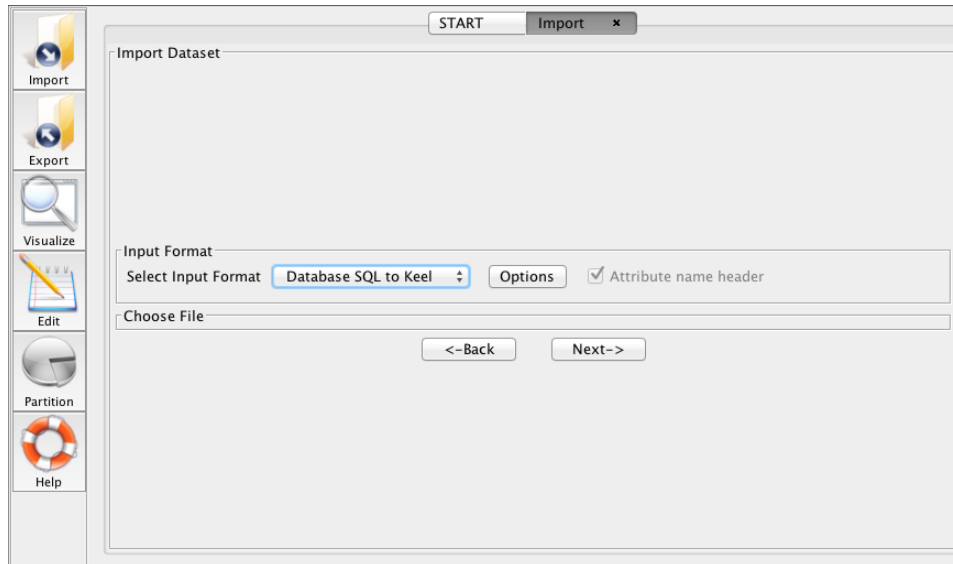 START
Import
Import
Export
Visualize
Edit
Partition
Help
Import Dataset
Input Format
Select Input Format
Database SQL to Keel
Options
Attribute name header
Choose File
<-Back
Next->